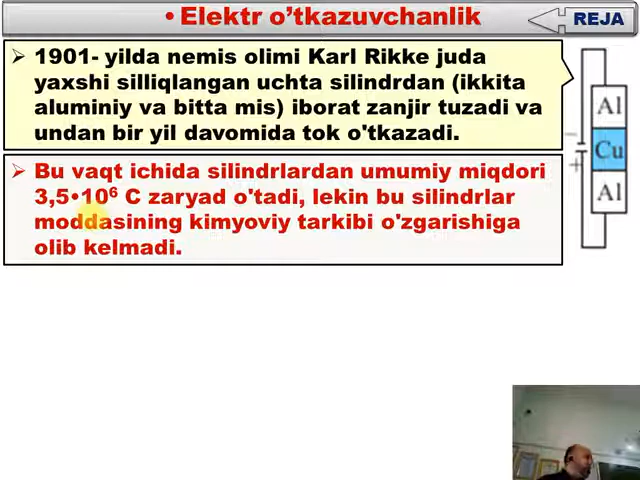 • Elektr o’tkazuvchanlik
REJA
➢ 1901- yilda nemis olimi Karl Rikke juda
yaxshi silliqlangan uchta silindrdan (ikkita
aluminiy va bitta mis) iborat zanjir tuzadi va
undan bir yil davomida tok o'tkazadi.
➢ Bu vaqt ichida silindrlardan umumiy miqdori
3,5•10⁶ C zaryad o'tadi, lekin bu silindrlar
moddasining kimyoviy tarkibi o'zgarishiga
olib kelmadi.
Al
−
Cu
+
Al